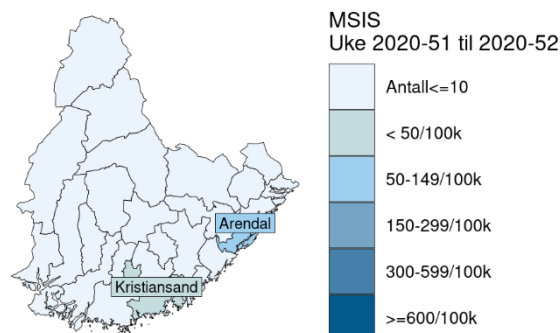 MSIS
Uke 2020-51 til 2020-52
Antall<=10
< 50/100k
50-149/100k
150-299/100k
300-599/100k
>=600/100k
Arendal
Kristiansand